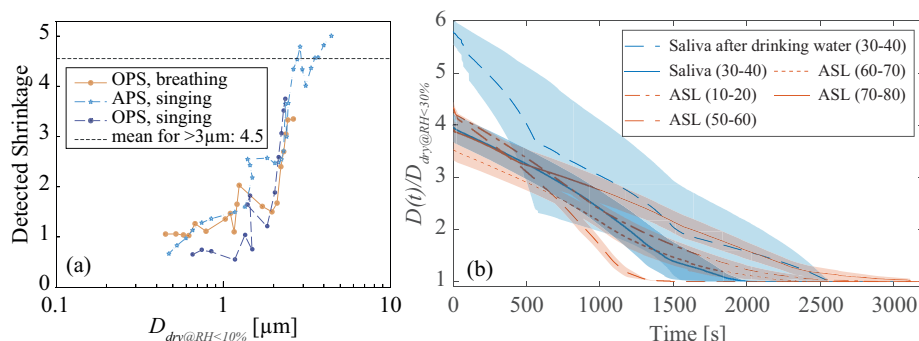 5
4
3
2
1
0
Detected Shrinkage
OPS, breathing
APS, singing
OPS, singing
mean for >3µm: 4.5
(a)
0.1 1 10
D_dry@RH<10% [µm]
6
5
4
3
2
1
D(t)/D_dry@RH<30%
Saliva after drinking water (30-40)
Saliva (30-40) ASL (60-70)
ASL (10-20) ASL (70-80)
ASL (50-60)
(b)
0 500 1000 1500 2000 2500 3000
Time [s]